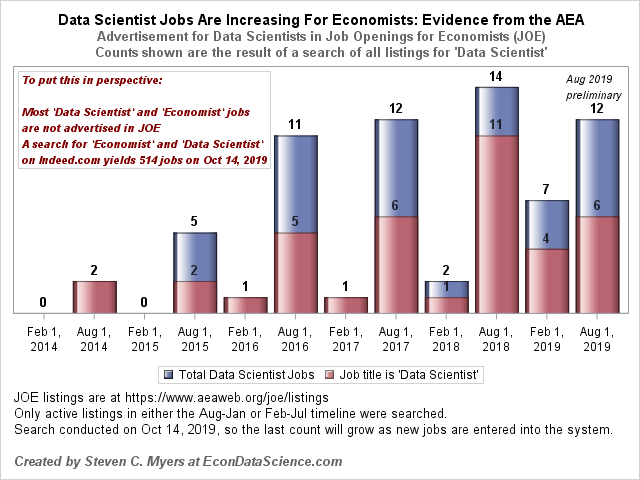 Data Scientist Jobs Are Increasing For Economists: Evidence from the AEA
Advertisement for Data Scientists in Job Openings for Economists (JOE)
Counts shown are the result of a search of all listings for 'Data Scientist'
To put this in perspective:
Most 'Data Scientist' and 'Economist' jobs
are not advertised in JOE
A search for 'Economist' and 'Data Scientist'
on Indeed.com yields 514 jobs on Oct 14, 2019
Aug 2019
preliminary
0
2
0
5
2
1
11
5
1
12
6
2
1
14
11
7
4
12
6
Feb 1,
2014
Aug 1,
2014
Feb 1,
2015
Aug 1,
2015
Feb 1,
2016
Aug 1,
2016
Feb 1,
2017
Aug 1,
2017
Feb 1,
2018
Aug 1,
2018
Feb 1,
2019
Aug 1,
2019
Total Data Scientist Jobs
Job title is 'Data Scientist'
JOE listings are at https://www.aeaweb.org/joe/listings
Only active listings in either the Aug-Jan or Feb-Jul timeline were searched.
Search conducted on Oct 14, 2019, so the last count will grow as new jobs are entered into the system.
Created by Steven C. Myers at EconDataScience.com